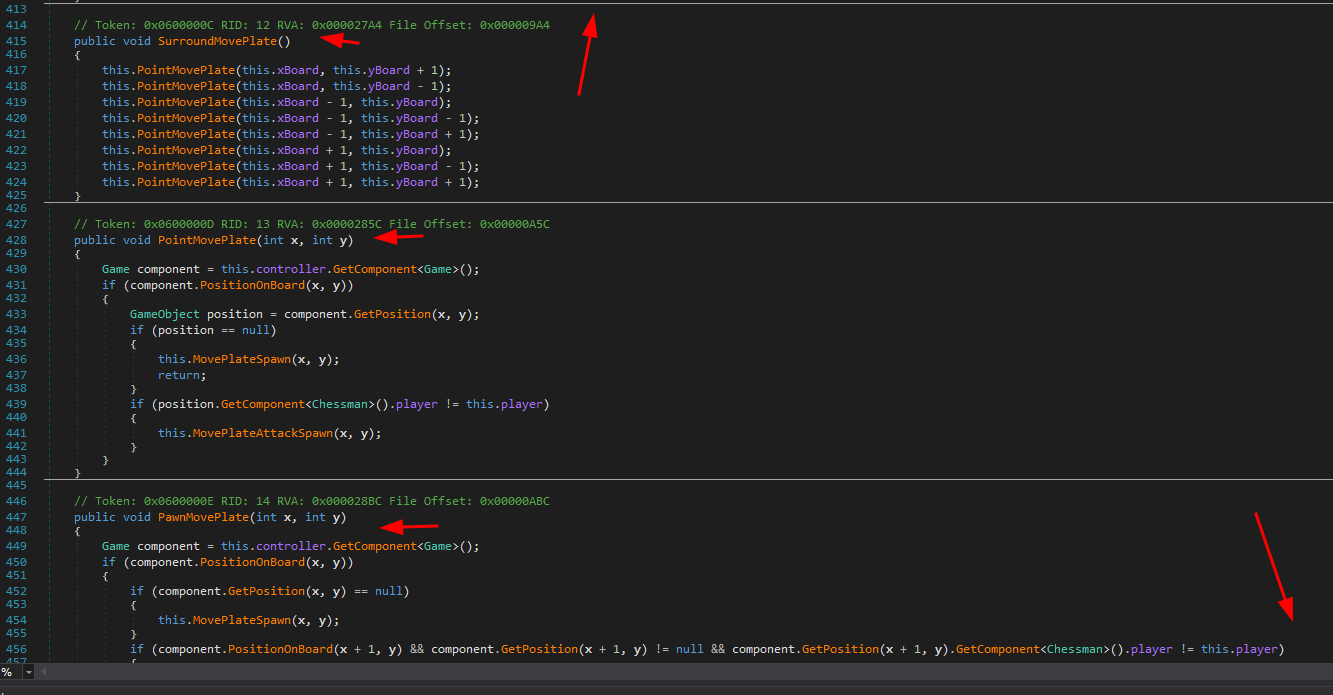 413
414 // Token: 0x0600000C RID: 12 RVA: 0x000027A4 File Offset: 0x000009A4
415 public void SurroundMovePlate()
416 {
417 this.PointMovePlate(this.xBoard, this.yBoard + 1);
418 this.PointMovePlate(this.xBoard, this.yBoard - 1);
419 this.PointMovePlate(this.xBoard - 1, this.yBoard);
420 this.PointMovePlate(this.xBoard - 1, this.yBoard - 1);
421 this.PointMovePlate(this.xBoard - 1, this.yBoard + 1);
422 this.PointMovePlate(this.xBoard + 1, this.yBoard);
423 this.PointMovePlate(this.xBoard + 1, this.yBoard - 1);
424 this.PointMovePlate(this.xBoard + 1, this.yBoard + 1);
425 }
426
427 // Token: 0x0600000D RID: 13 RVA: 0x0000285C File Offset: 0x00000A5C
428 public void PointMovePlate(int x, int y)
429 {
430 Game component = this.controller.GetComponent<Game>();
431 if (component.PositionOnBoard(x, y))
432 {
433 GameObject position = component.GetPosition(x, y);
434 if (position == null)
435 {
436 this.MovePlateSpawn(x, y);
437 return;
438 }
439 if (position.GetComponent<Chessman>().player != this.player)
440 {
441 this.MovePlateAttackSpawn(x, y);
442 }
443 }
444 }
445
446 // Token: 0x0600000E RID: 14 RVA: 0x000028BC File Offset: 0x00000ABC
447 public void PawnMovePlate(int x, int y)
448 {
449 Game component = this.controller.GetComponent<Game>();
450 if (component.PositionOnBoard(x, y))
451 {
452 if (component.GetPosition(x, y) == null)
453 {
454 this.MovePlateSpawn(x, y);
455 }
456 if (component.PositionOnBoard(x + 1, y) && component.GetPosition(x + 1, y) != null && component.GetPosition(x + 1, y).GetComponent<Chessman>().player != this.player)
457 {
%